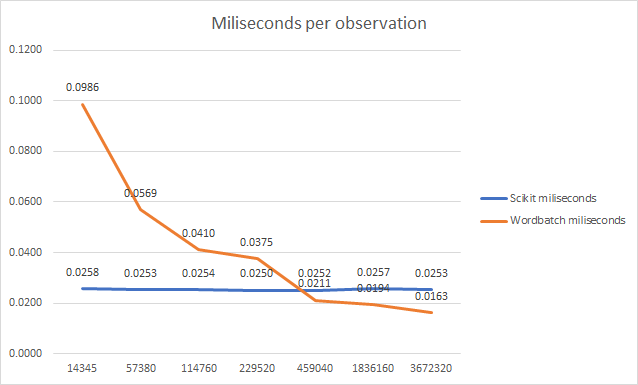 Miliseconds per observation
0.1200
0.1000
0.0800
0.0600
0.0400
0.0200
0.0000
0.0986
0.0569
0.0410
0.0375
0.0258 0.0253 0.0254 0.0250 0.0252 0.0257 0.0253
0.0211
0.0194
0.0163
14345 57380 114760 229520 459040 1836160 3672320
Scikit miliseconds
Wordbatch miliseconds